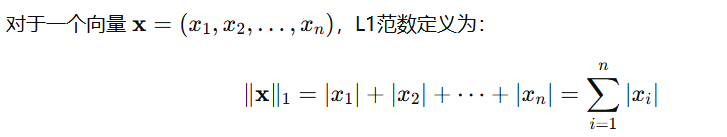 对于一个向量 x = (x₁, x₂, …, xₙ)，L1范数定义为：
‖x‖₁ = |x₁| + |x₂| + ⋯ + |xₙ| = ∑ᵢ₌₁ⁿ |xᵢ|